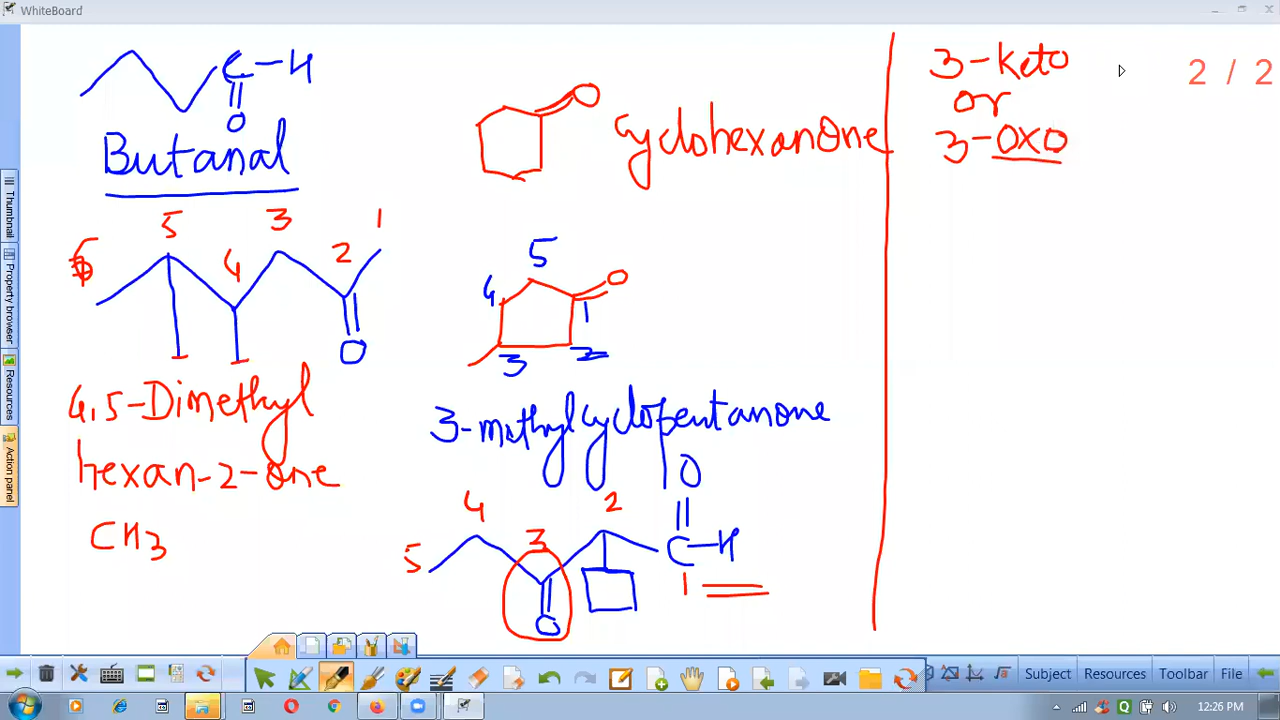 WhiteBoard
C-H
O
Butanal
O
cyclohexanone
3-keto
or
3-oxo
2 / 2
6 5 4 3 2 1
O
4,5-Dimethyl
hexan-2-one
CH3
5
4
O
1
3
2
3-methylcyclopentanone
O
C-H
5 4 3 2 1
O
Thumbnail
Property browser
Resources
Action panel
Subject
Resources
Toolbar
File
12:26 PM